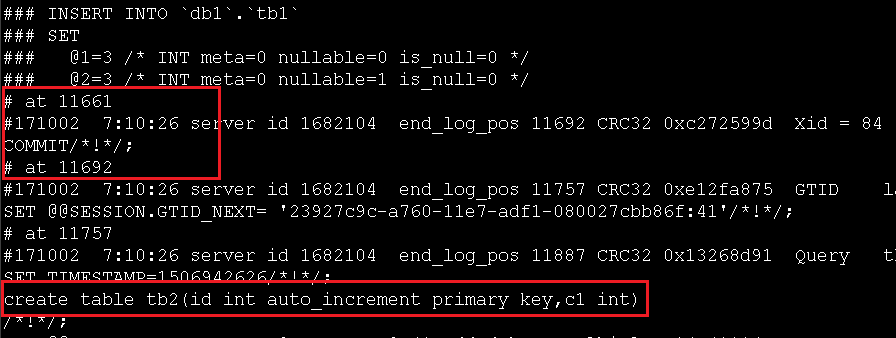 ### INSERT INTO `db1`.`tb1`
### SET
###   @1=3 /* INT meta=0 nullable=0 is_null=0 */
###   @2=3 /* INT meta=0 nullable=1 is_null=0 */
# at 11661
#171002  7:10:26 server id 1682104  end_log_pos 11692 CRC32 0xc272599d  Xid = 84
COMMIT/*!*/;
# at 11692
#171002  7:10:26 server id 1682104  end_log_pos 11757 CRC32 0xe12fa875  GTID    la
SET @@SESSION.GTID_NEXT= '23927c9c-a760-11e7-adf1-080027cbb86f:41'/*!*/;
# at 11757
#171002  7:10:26 server id 1682104  end_log_pos 11887 CRC32 0x13268d91  Query   th
SET TIMESTAMP=1506942626/*!*/;
create table tb2(id int auto_increment primary key,c1 int)
/*!*/;